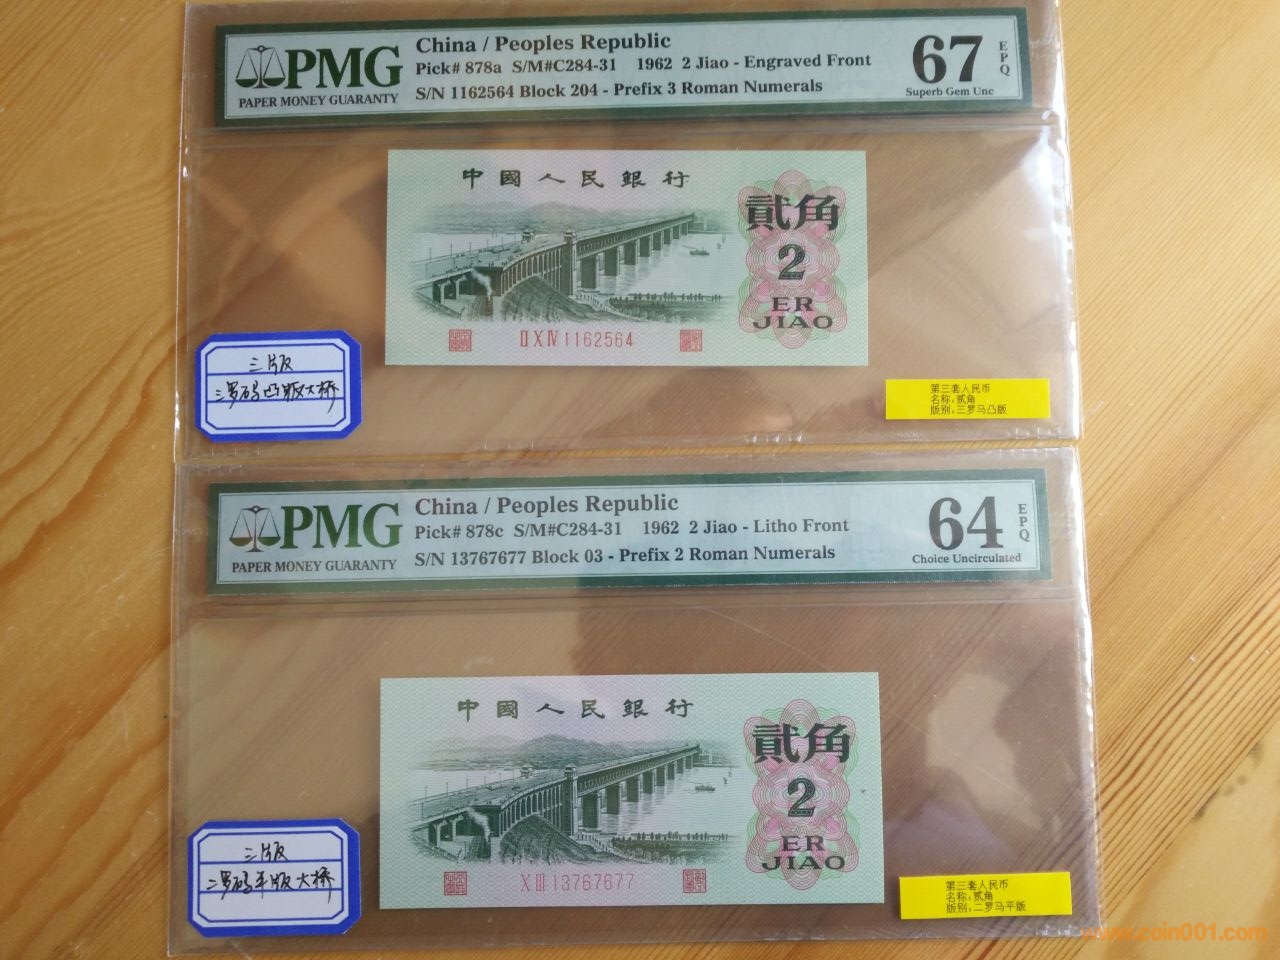 PMG
PAPER MONEY GUARANTY
China / Peoples Republic
Pick# 878a S/M#C284-31 1962 2 Jiao - Engraved Front
S/N 1162564 Block 204 - Prefix 3 Roman Numerals
67
EPQ
Superb Gem Unc
中國人民銀行
貳角
2
ER
JIAO
ⅡⅩⅣ 1162564
三版
三罗马凸版大桥
第三套人民币
名称:贰角
版别:三罗马凸版
PMG
PAPER MONEY GUARANTY
China / Peoples Republic
Pick# 878c S/M#C284-31 1962 2 Jiao - Litho Front
S/N 13767677 Block 03 - Prefix 2 Roman Numerals
64
EPQ
Choice Uncirculated
中國人民銀行
貳角
2
ER
JIAO
ⅩⅢ 13767677
三版
二罗码平版大桥
第三套人民币
名称:贰角
版别:二罗马平版
www.coin001.com